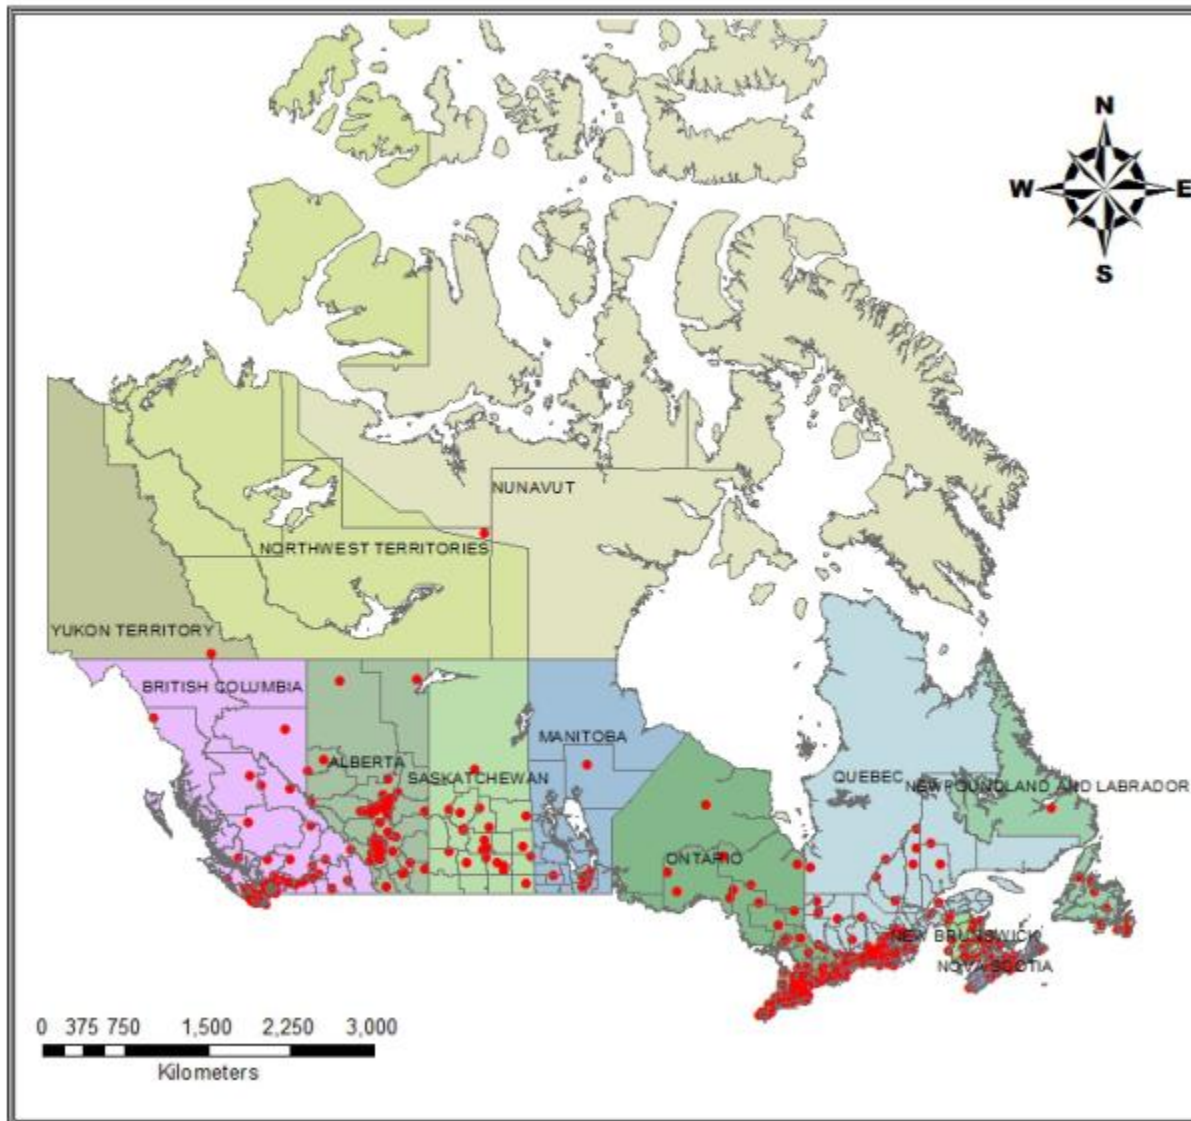 N
W E
S
NUNAVUT
NORTHWEST TERRITORIES
YUKON TERRITORY
BRITISH COLUMBIA
MANITOBA
ALBERTA
SASKATCHEWAN
QUEBEC
NEWFOUNDLAND AND LABRADOR
ONTARIO
NEW BRUNSWICK
NOVA SCOTIA
0 375 750 1,500 2,250 3,000
Kilometers